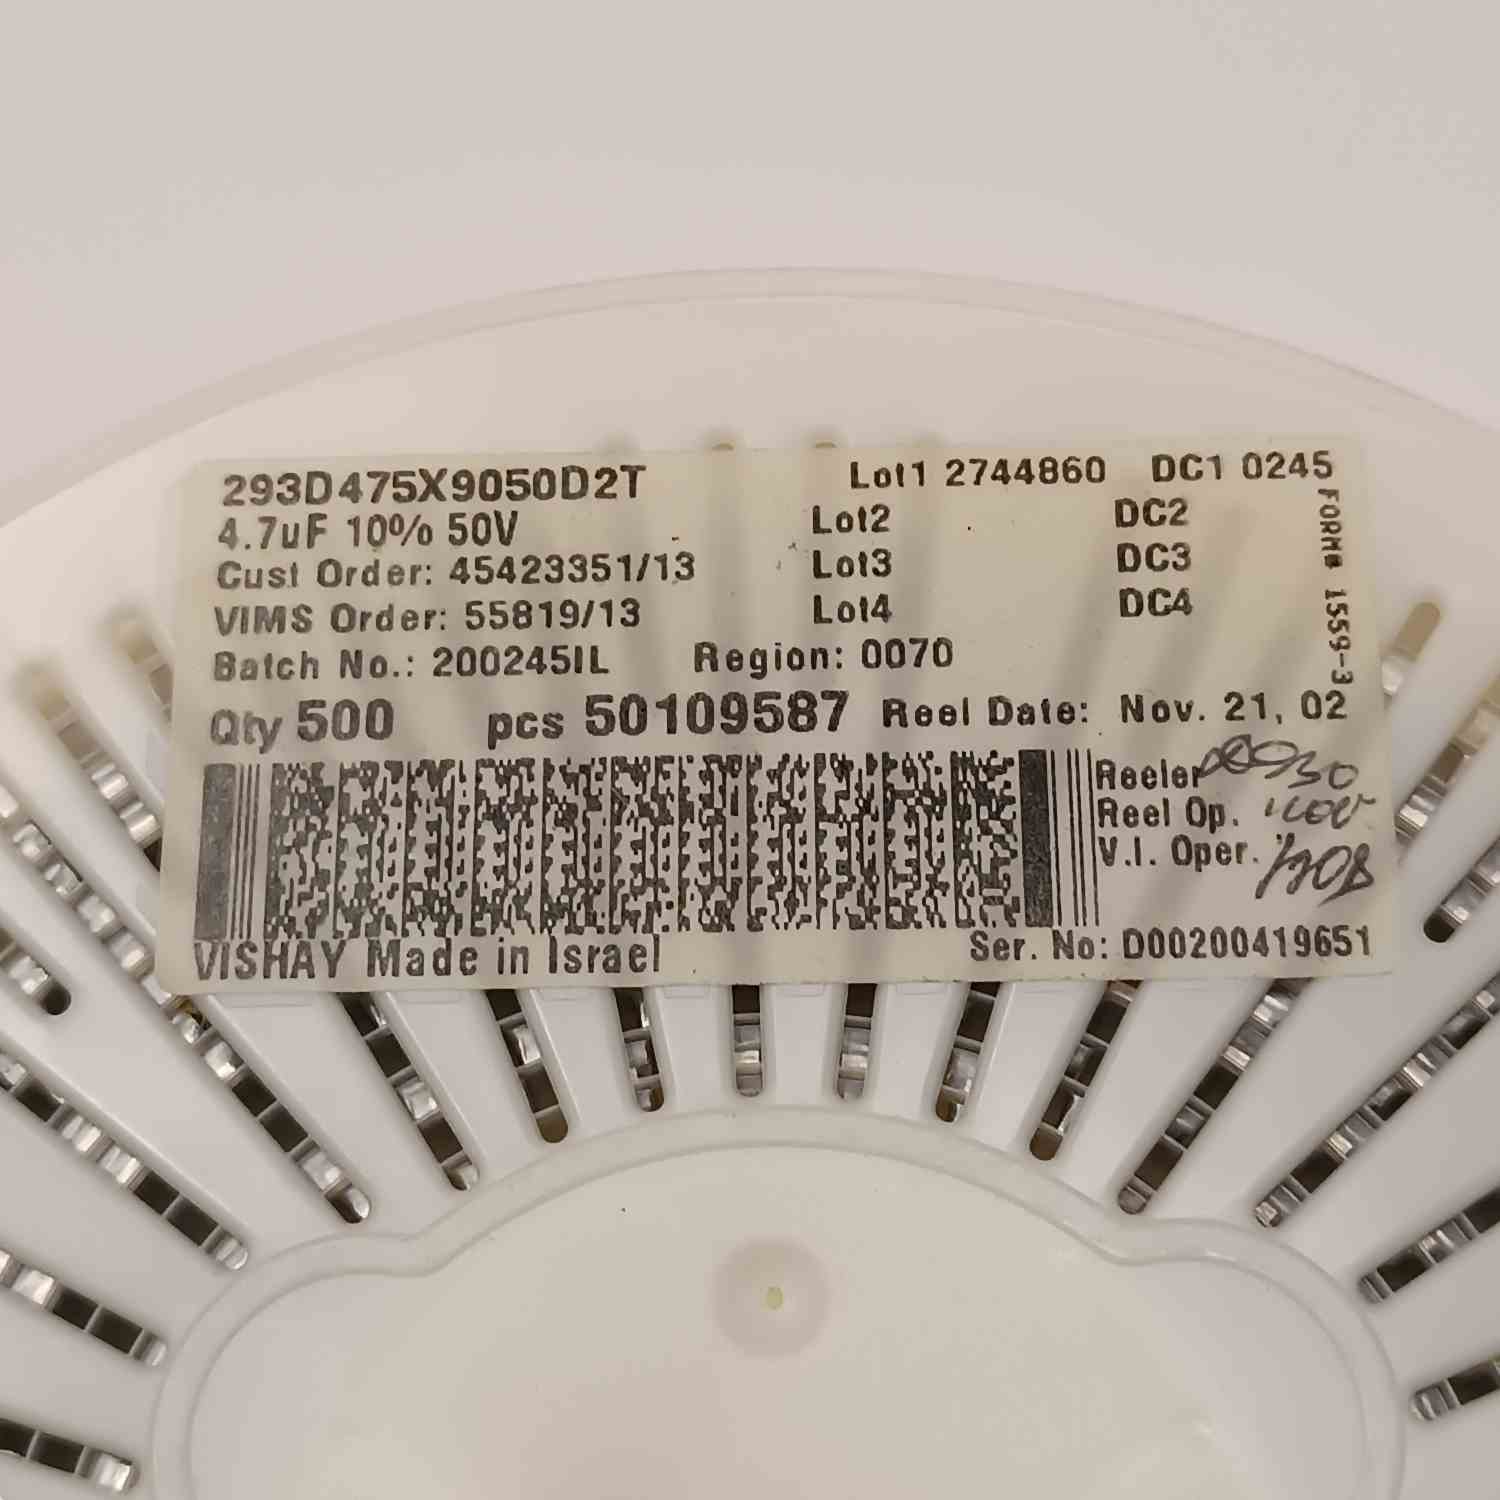 293D475X9050D2T Lot1 2744860 DC1 0245
4.7uF 10% 50V Lot2 DC2
Cust Order: 45423351/13 Lot3 DC3
VIMS Order: 55819/13 Lot4 DC4
FORM# 1559-3
Batch No.: 200245IL Region: 0070
Qty 500 pcs 50109587 Reel Date: Nov. 21, 02
Reeler
Reel Op.
V.I. Oper.
VISHAY Made in Israel Ser. No: D00200419651